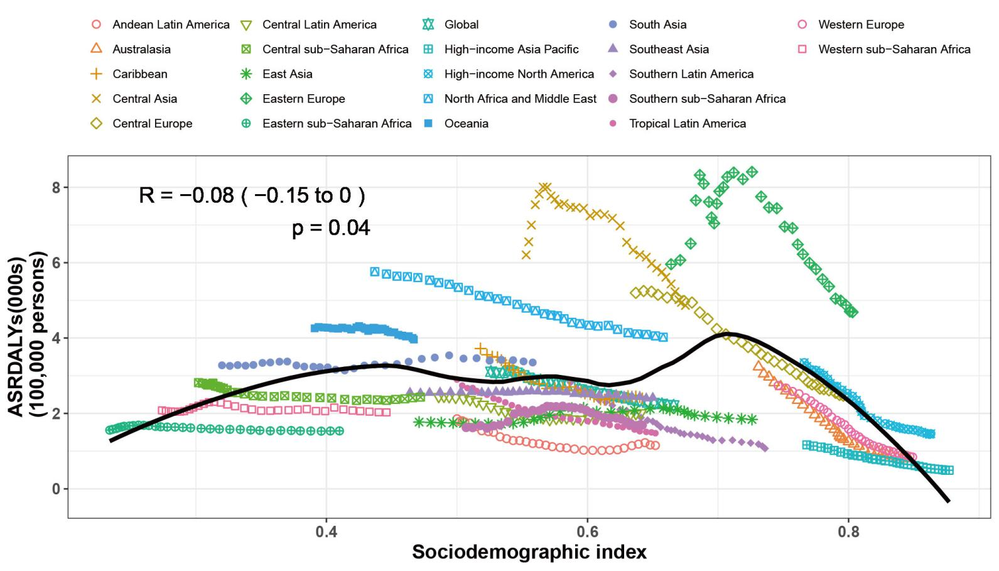 Andean Latin America
Australasia
Caribbean
Central Asia
Central Europe
Central Latin America
Central sub−Saharan Africa
East Asia
Eastern Europe
Eastern sub−Saharan Africa
Global
High−income Asia Pacific
High−income North America
North Africa and Middle East
Oceania
South Asia
Southeast Asia
Southern Latin America
Southern sub−Saharan Africa
Tropical Latin America
Western Europe
Western sub−Saharan Africa
R = −0.08 ( −0.15 to 0 )
p = 0.04
ASRDALYs(000s)
(100,000 persons)
8
6
4
2
0
0.4
0.6
0.8
Sociodemographic index